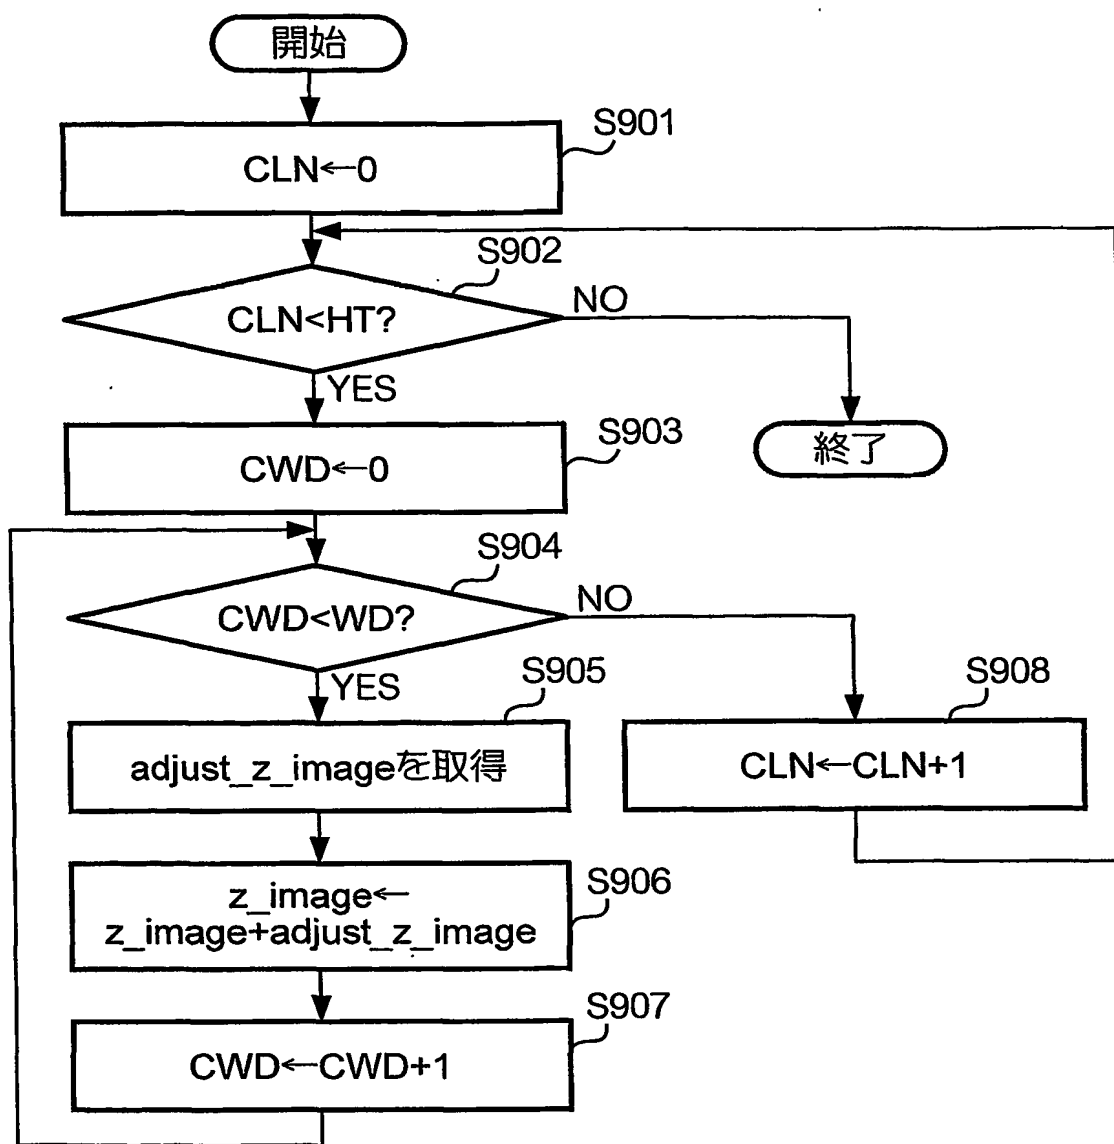 開始
S901
CLN←0
S902
CLN<HT?
NO
YES
S903
CWD←0
終了
S904
CWD<WD?
NO
YES
S905
adjust_z_imageを取得
S908
CLN←CLN+1
S906
z_image←
z_image+adjust_z_image
S907
CWD←CWD+1